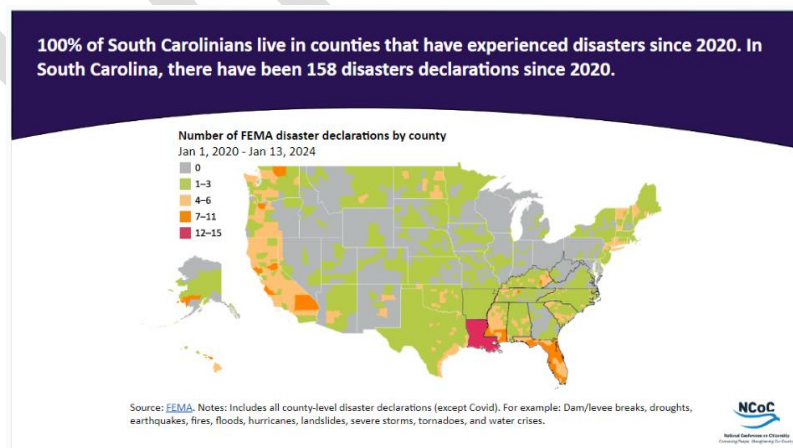 100% of South Carolinians live in counties that have experienced disasters since 2020. In
South Carolina, there have been 158 disasters declarations since 2020.
Number of FEMA disaster declarations by county
Jan 1, 2020 - Jan 13, 2024
0
1–3
4–6
7–11
12–15
Source: FEMA. Notes: Includes all county-level disaster declarations (except Covid). For example: Dam/levee breaks, droughts,
earthquakes, fires, floods, hurricanes, landslides, severe storms, tornadoes, and water crises.
NCoC
National Conference on Citizenship